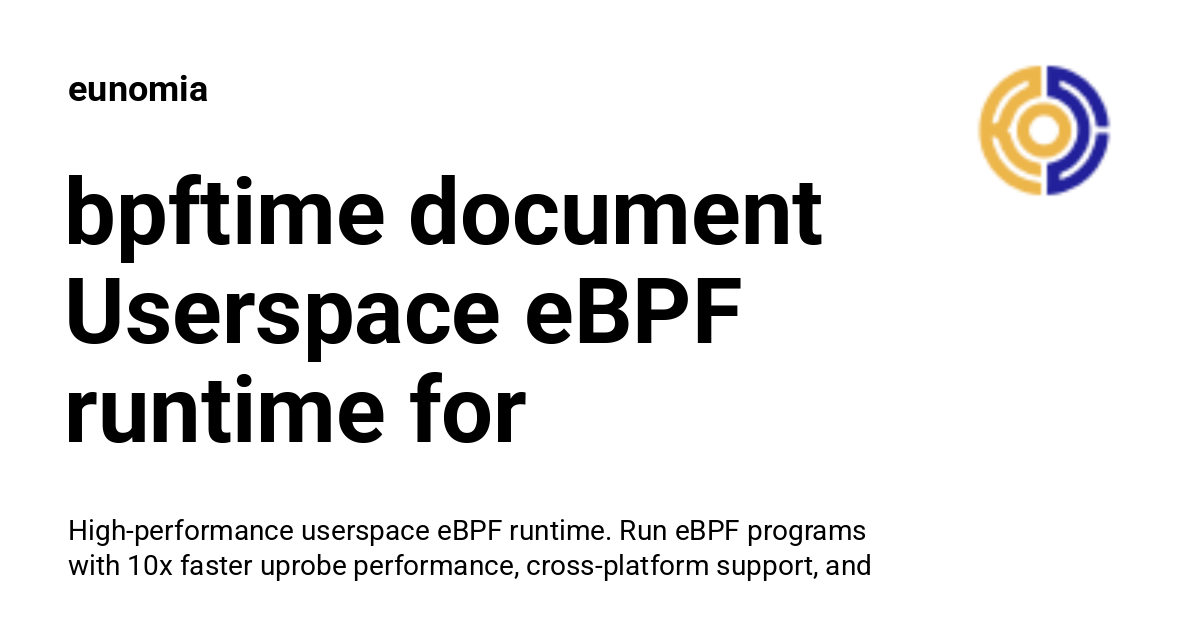 eunomia
bpftime document
Userspace eBPF
runtime for
High-performance userspace eBPF runtime. Run eBPF programs
with 10x faster uprobe performance, cross-platform support, and